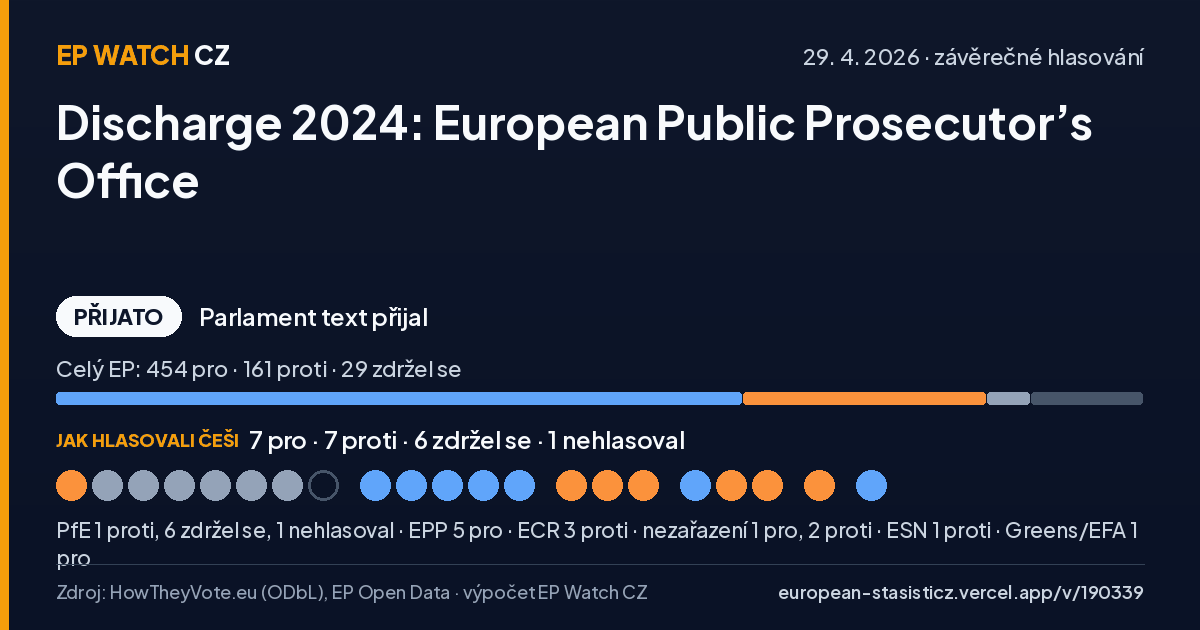 EP WATCH CZ
29. 4. 2026 · závěrečné hlasování
Discharge 2024: European Public Prosecutor’s
Office
PŘIJATO Parlament text přijal
Celý EP: 454 pro · 161 proti · 29 zdržel se
JAK HLASOVALI ČEŠI 7 pro · 7 proti · 6 zdržel se · 1 nehlasoval
PfE 1 proti, 6 zdržel se, 1 nehlasoval · EPP 5 pro · ECR 3 proti · nezařazení 1 pro, 2 proti · ESN 1 proti · Greens/EFA 1
pro
Zdroj: HowTheyVote.eu (ODbL), EP Open Data · výpočet EP Watch CZ
european-stasisticz.vercel.app/v/190339